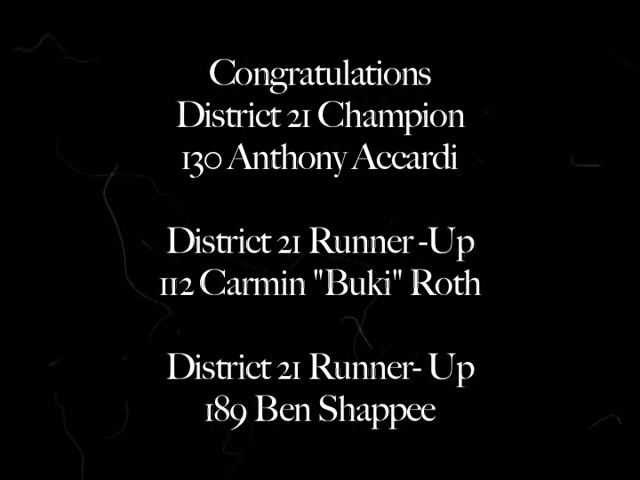 Congratulations
District 21 Champion
130 Anthony Accardi
District 21 Runner -Up
112 Carmin "Buki" Roth
District 21 Runner- Up
189 Ben Shappee